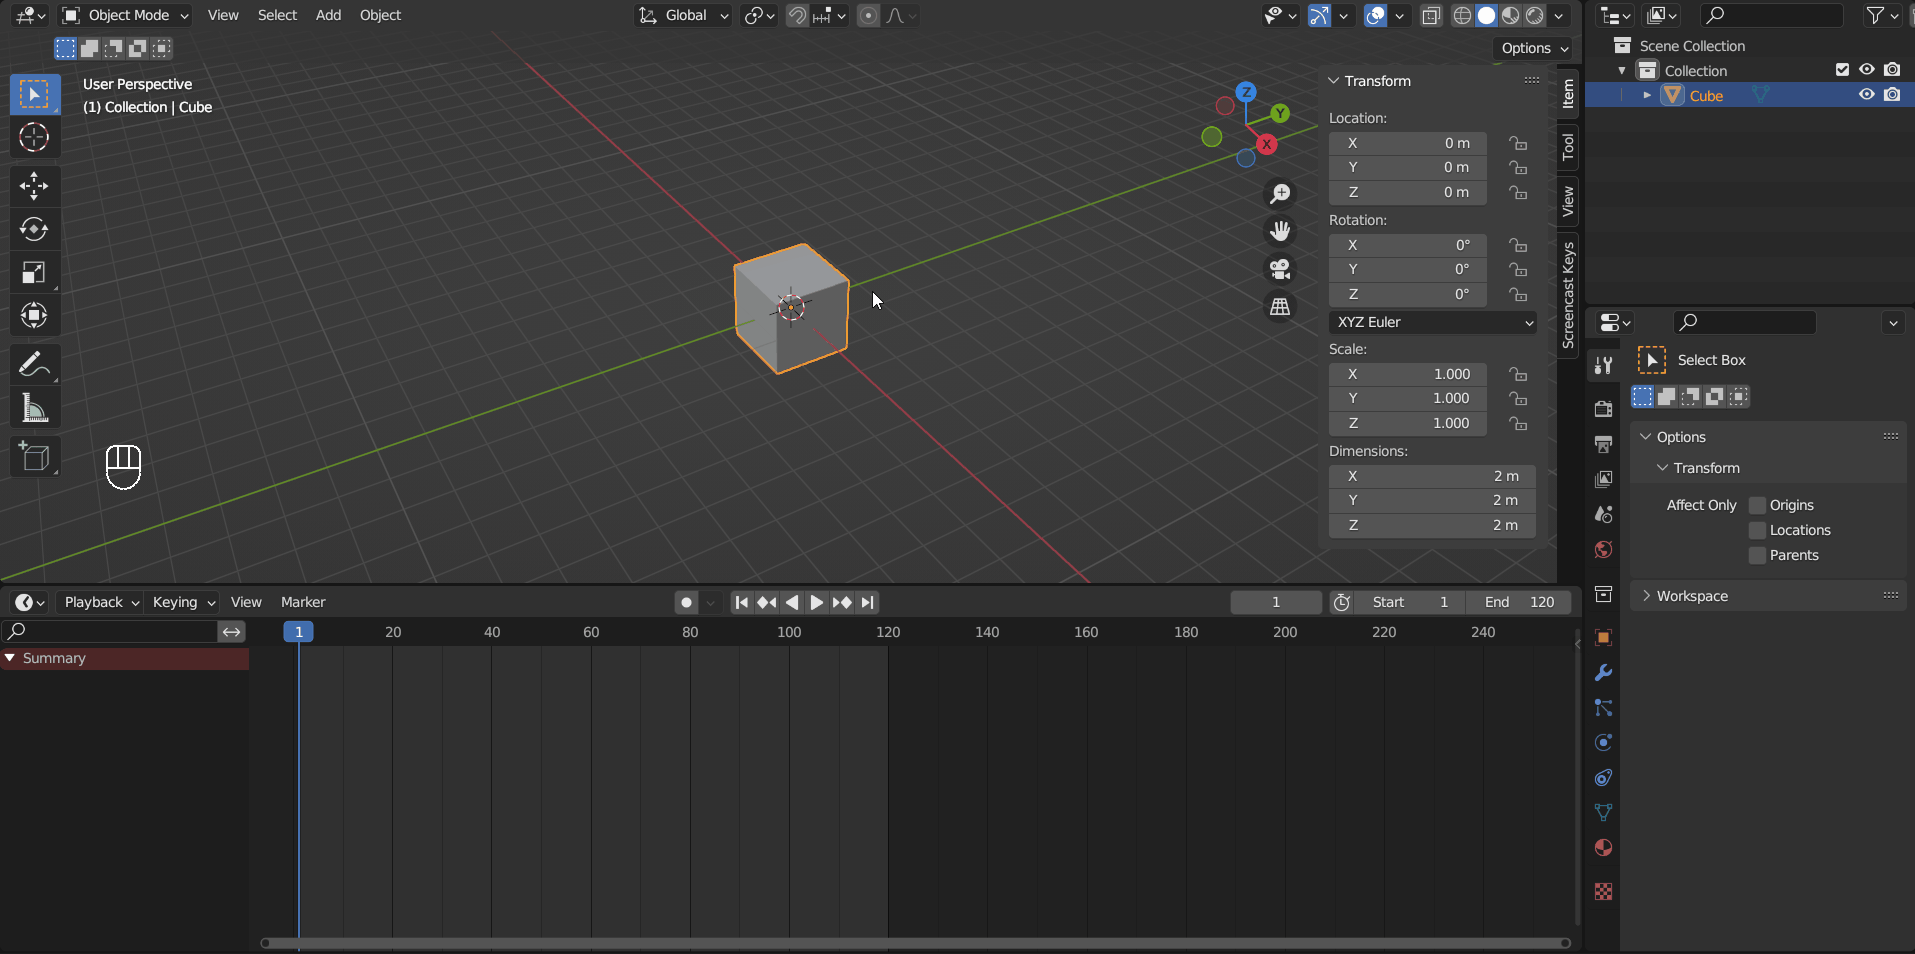 Object Mode View Select Add Object Global
Options
User Perspective
(1) Collection | Cube
Z
Y
X
Transform
Location:
X 0 m
Y 0 m
Z 0 m
Rotation:
X 0°
Y 0°
Z 0°
XYZ Euler
Scale:
X 1.000
Y 1.000
Z 1.000
Dimensions:
X 2 m
Y 2 m
Z 2 m
Item
Tool
View
Screencast Keys
Scene Collection
Collection
Cube
Select Box
Options
Transform
Affect Only Origins
Locations
Parents
Workspace
Playback Keying View Marker 1 Start 1 End 120
1 20 40 60 80 100 120 140 160 180 200 220 240
Summary